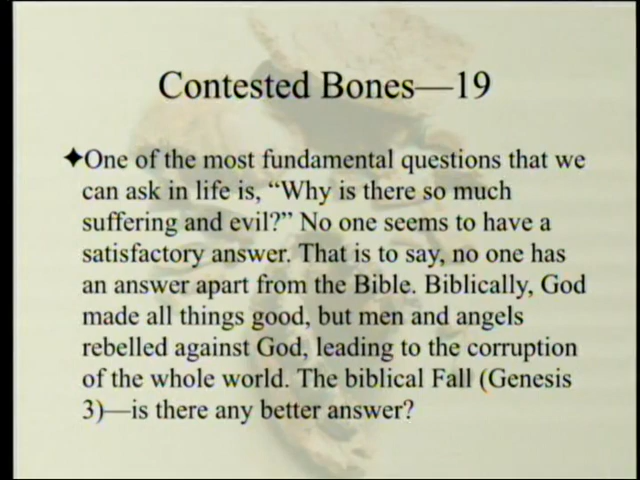 Contested Bones—19
✦One of the most fundamental questions that we
can ask in life is, “Why is there so much
suffering and evil?” No one seems to have a
satisfactory answer. That is to say, no one has
an answer apart from the Bible. Biblically, God
made all things good, but men and angels
rebelled against God, leading to the corruption
of the whole world. The biblical Fall (Genesis
3)—is there any better answer?